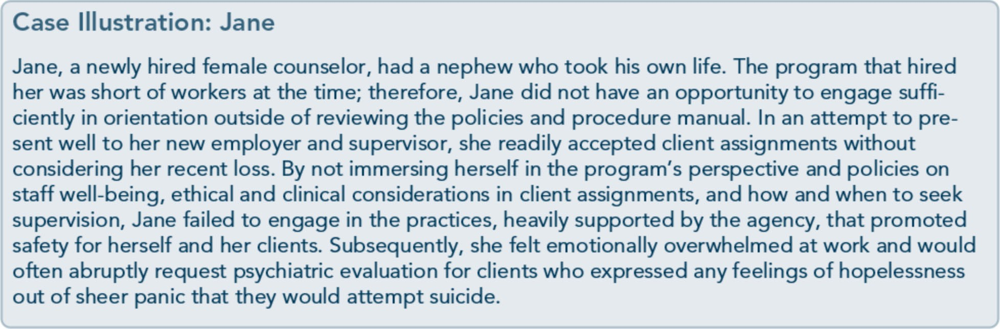 Case Illustration: Jane
Jane, a newly hired female counselor, had a nephew who took his own life. The program that hired
her was short of workers at the time; therefore, Jane did not have an opportunity to engage suffi-
ciently in orientation outside of reviewing the policies and procedure manual. In an attempt to pre-
sent well to her new employer and supervisor, she readily accepted client assignments without
considering her recent loss. By not immersing herself in the program’s perspective and policies on
staff well-being, ethical and clinical considerations in client assignments, and how and when to seek
supervision, Jane failed to engage in the practices, heavily supported by the agency, that promoted
safety for herself and her clients. Subsequently, she felt emotionally overwhelmed at work and would
often abruptly request psychiatric evaluation for clients who expressed any feelings of hopelessness
out of sheer panic that they would attempt suicide.